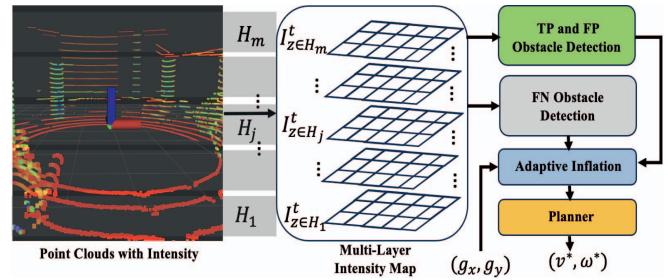 H_m
⋮
H_j
⋮
H_1
Point Clouds with Intensity
I^t_{z∈H_m}
⋮
⋮
I^t_{z∈H_j}
⋮
⋮
I^t_{z∈H_1}
Multi-Layer
Intensity Map
TP and FP
Obstacle Detection
FN Obstacle
Detection
Adaptive Inflation
Planner
(g_x, g_y)
(v*, ω*)